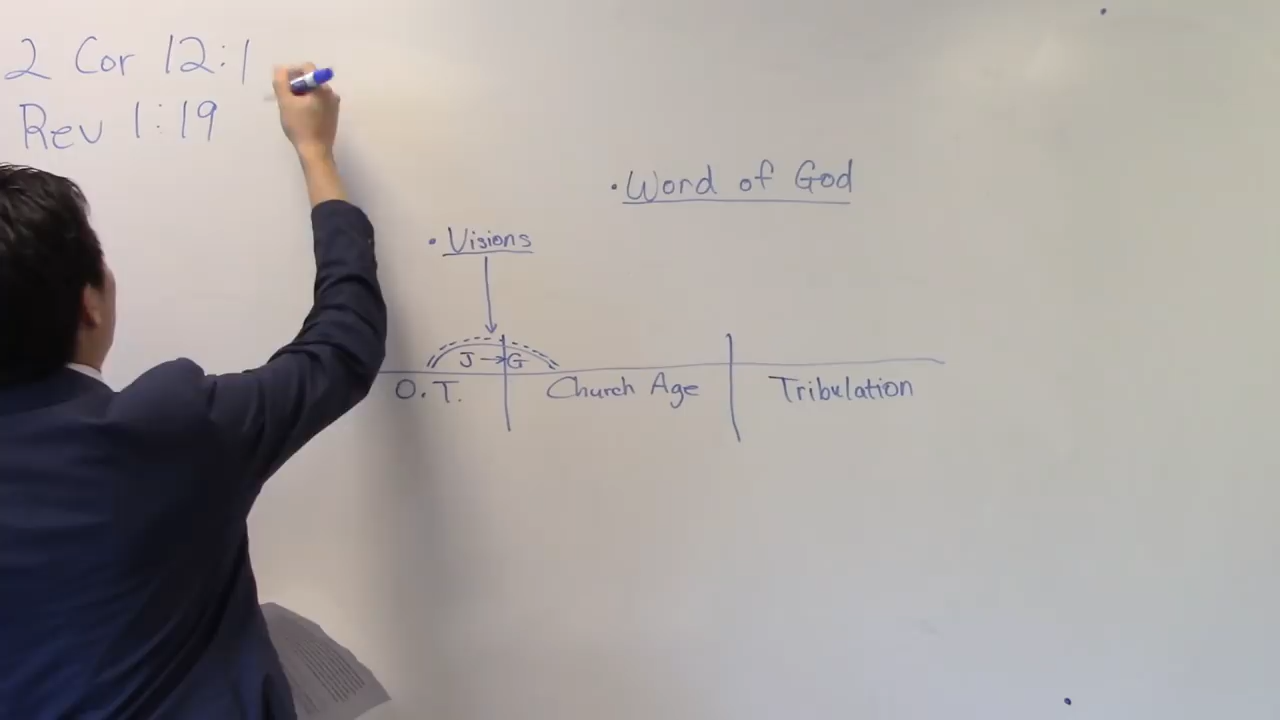 2 Cor 12:1
Rev 1:19
• Word of God
• Visions
J → G
O.T.
Church Age
Tribulation